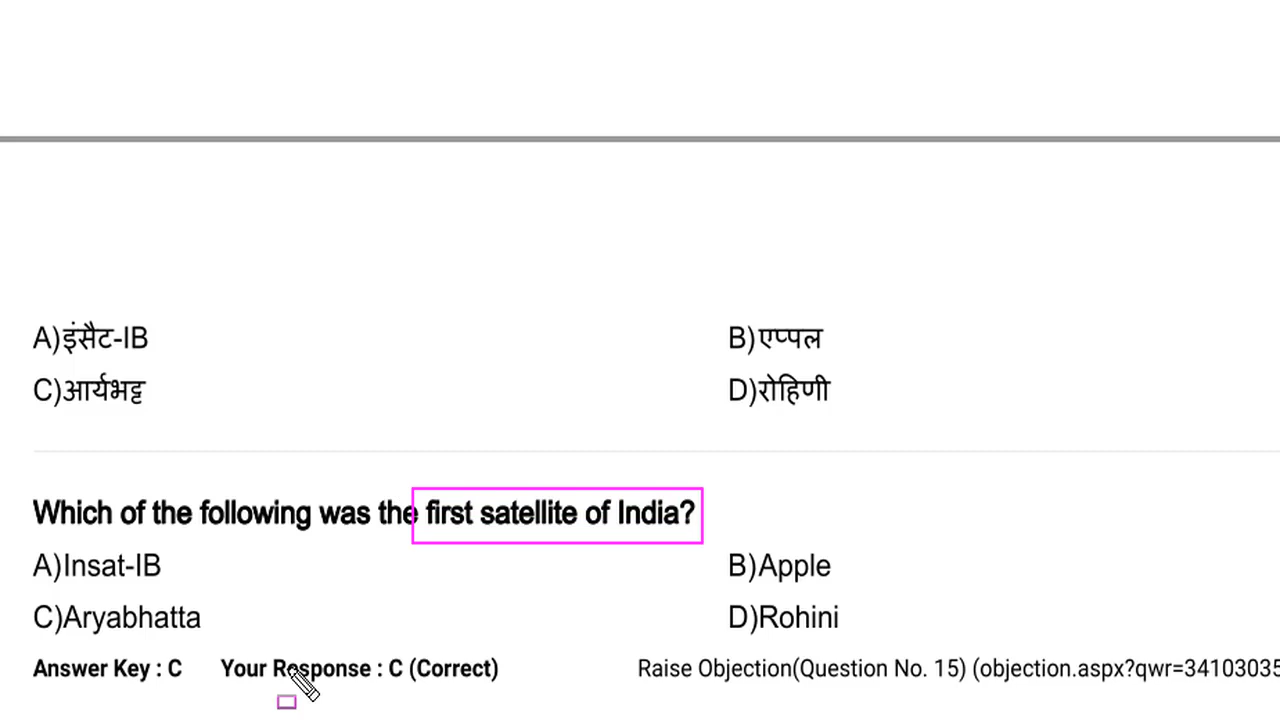 A)इंसैट-IB B)एप्पल
C)आर्यभट्ट D)रोहिणी
Which of the following was the first satellite of India?
A)Insat-IB B)Apple
C)Aryabhatta D)Rohini
Answer Key : C Your Response : C (Correct) Raise Objection(Question No. 15) (objection.aspx?qwr=34103035